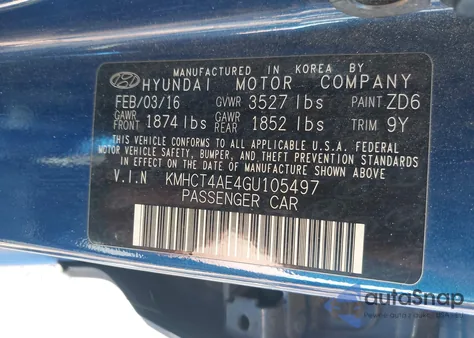 MANUFACTURED IN KOREA BY
HYUNDAI MOTOR COMPANY
FEB/03/16 GVWR 3527 lbs PAINT ZD6
GAWR FRONT 1874 lbs GAWR REAR 1852 lbs TRIM 9Y
THIS VEHICLE CONFORMS TO ALL APPLICABLE U.S.A. FEDERAL
MOTOR VEHICLE SAFETY, BUMPER, AND THEFT PREVENTION STANDARDS
IN EFFECT ON THE DATE OF MANUFACTURE SHOWN ABOVE.
V.I.N KMHCT4AE4GU105497
PASSENGER CAR
autoSnap